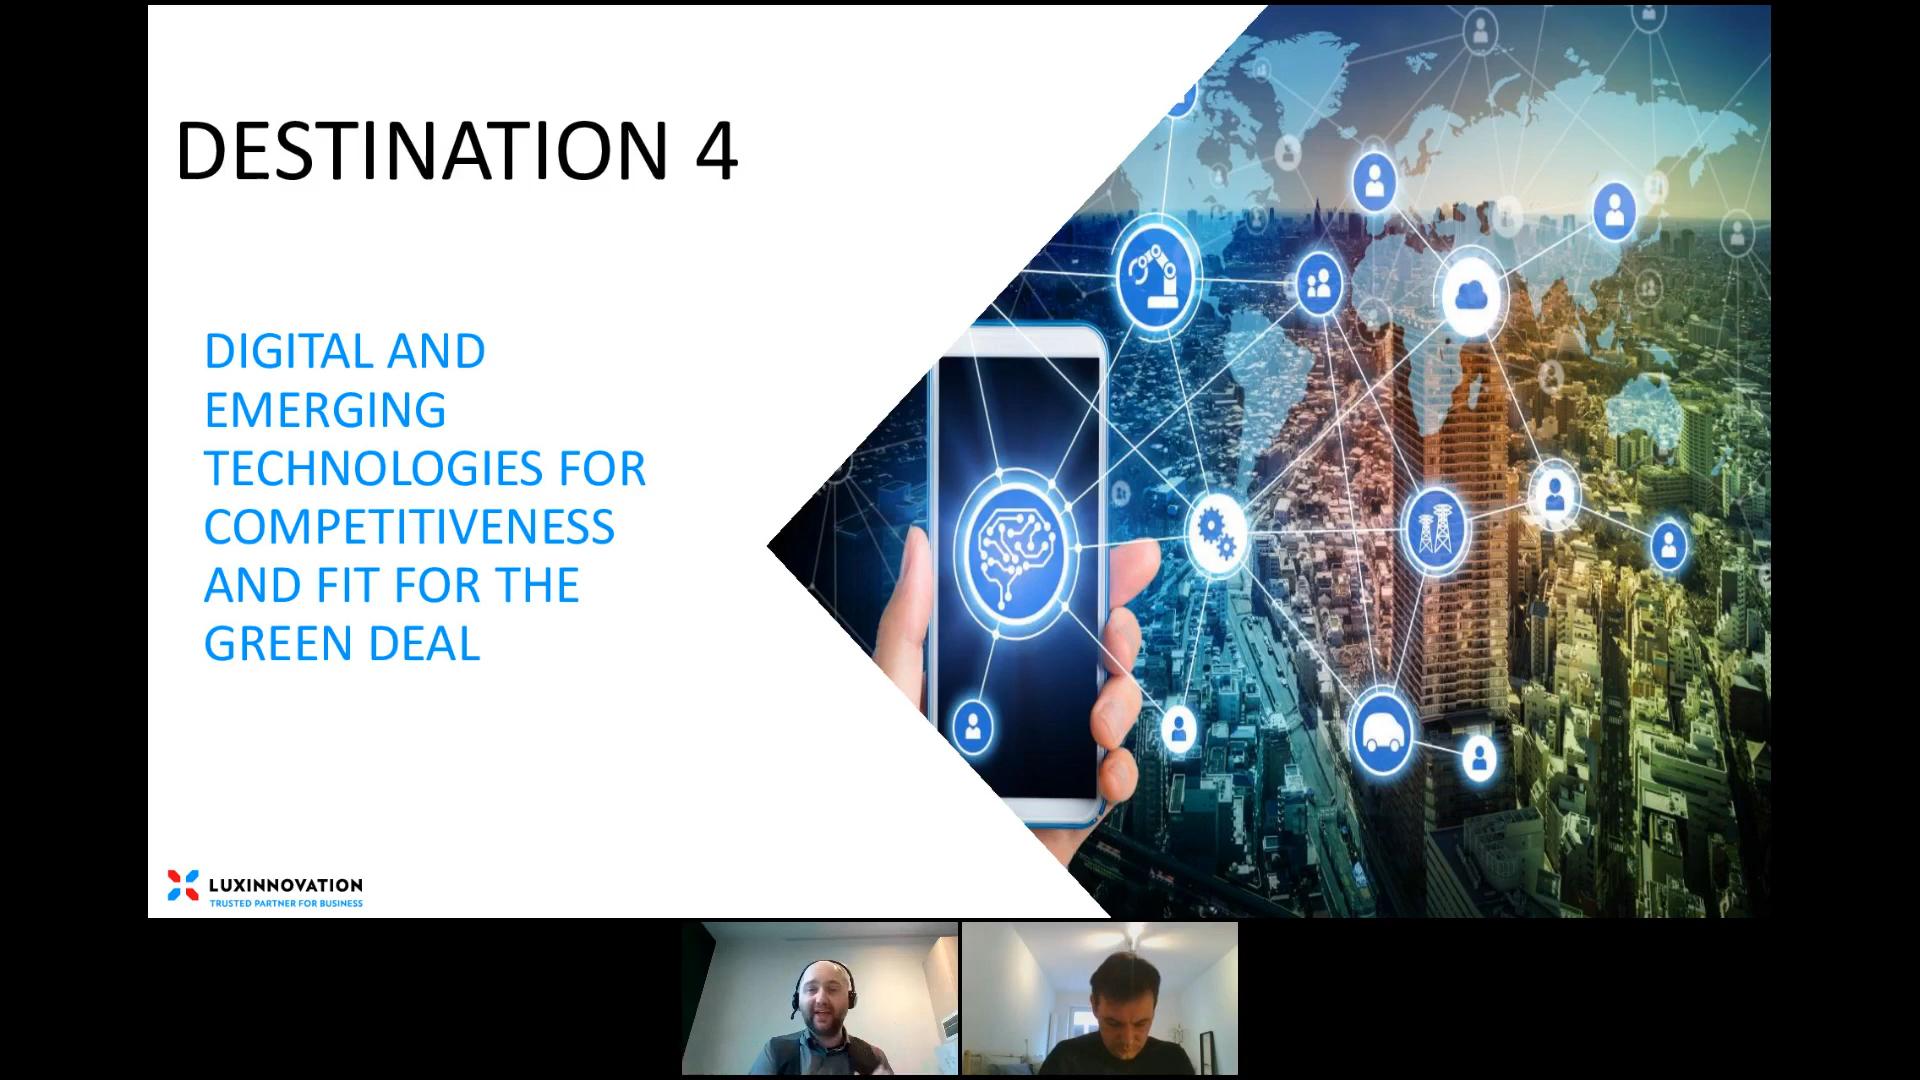 DESTINATION 4
DIGITAL AND
EMERGING
TECHNOLOGIES FOR
COMPETITIVENESS
AND FIT FOR THE
GREEN DEAL
LUXINNOVATION
TRUSTED PARTNER FOR BUSINESS